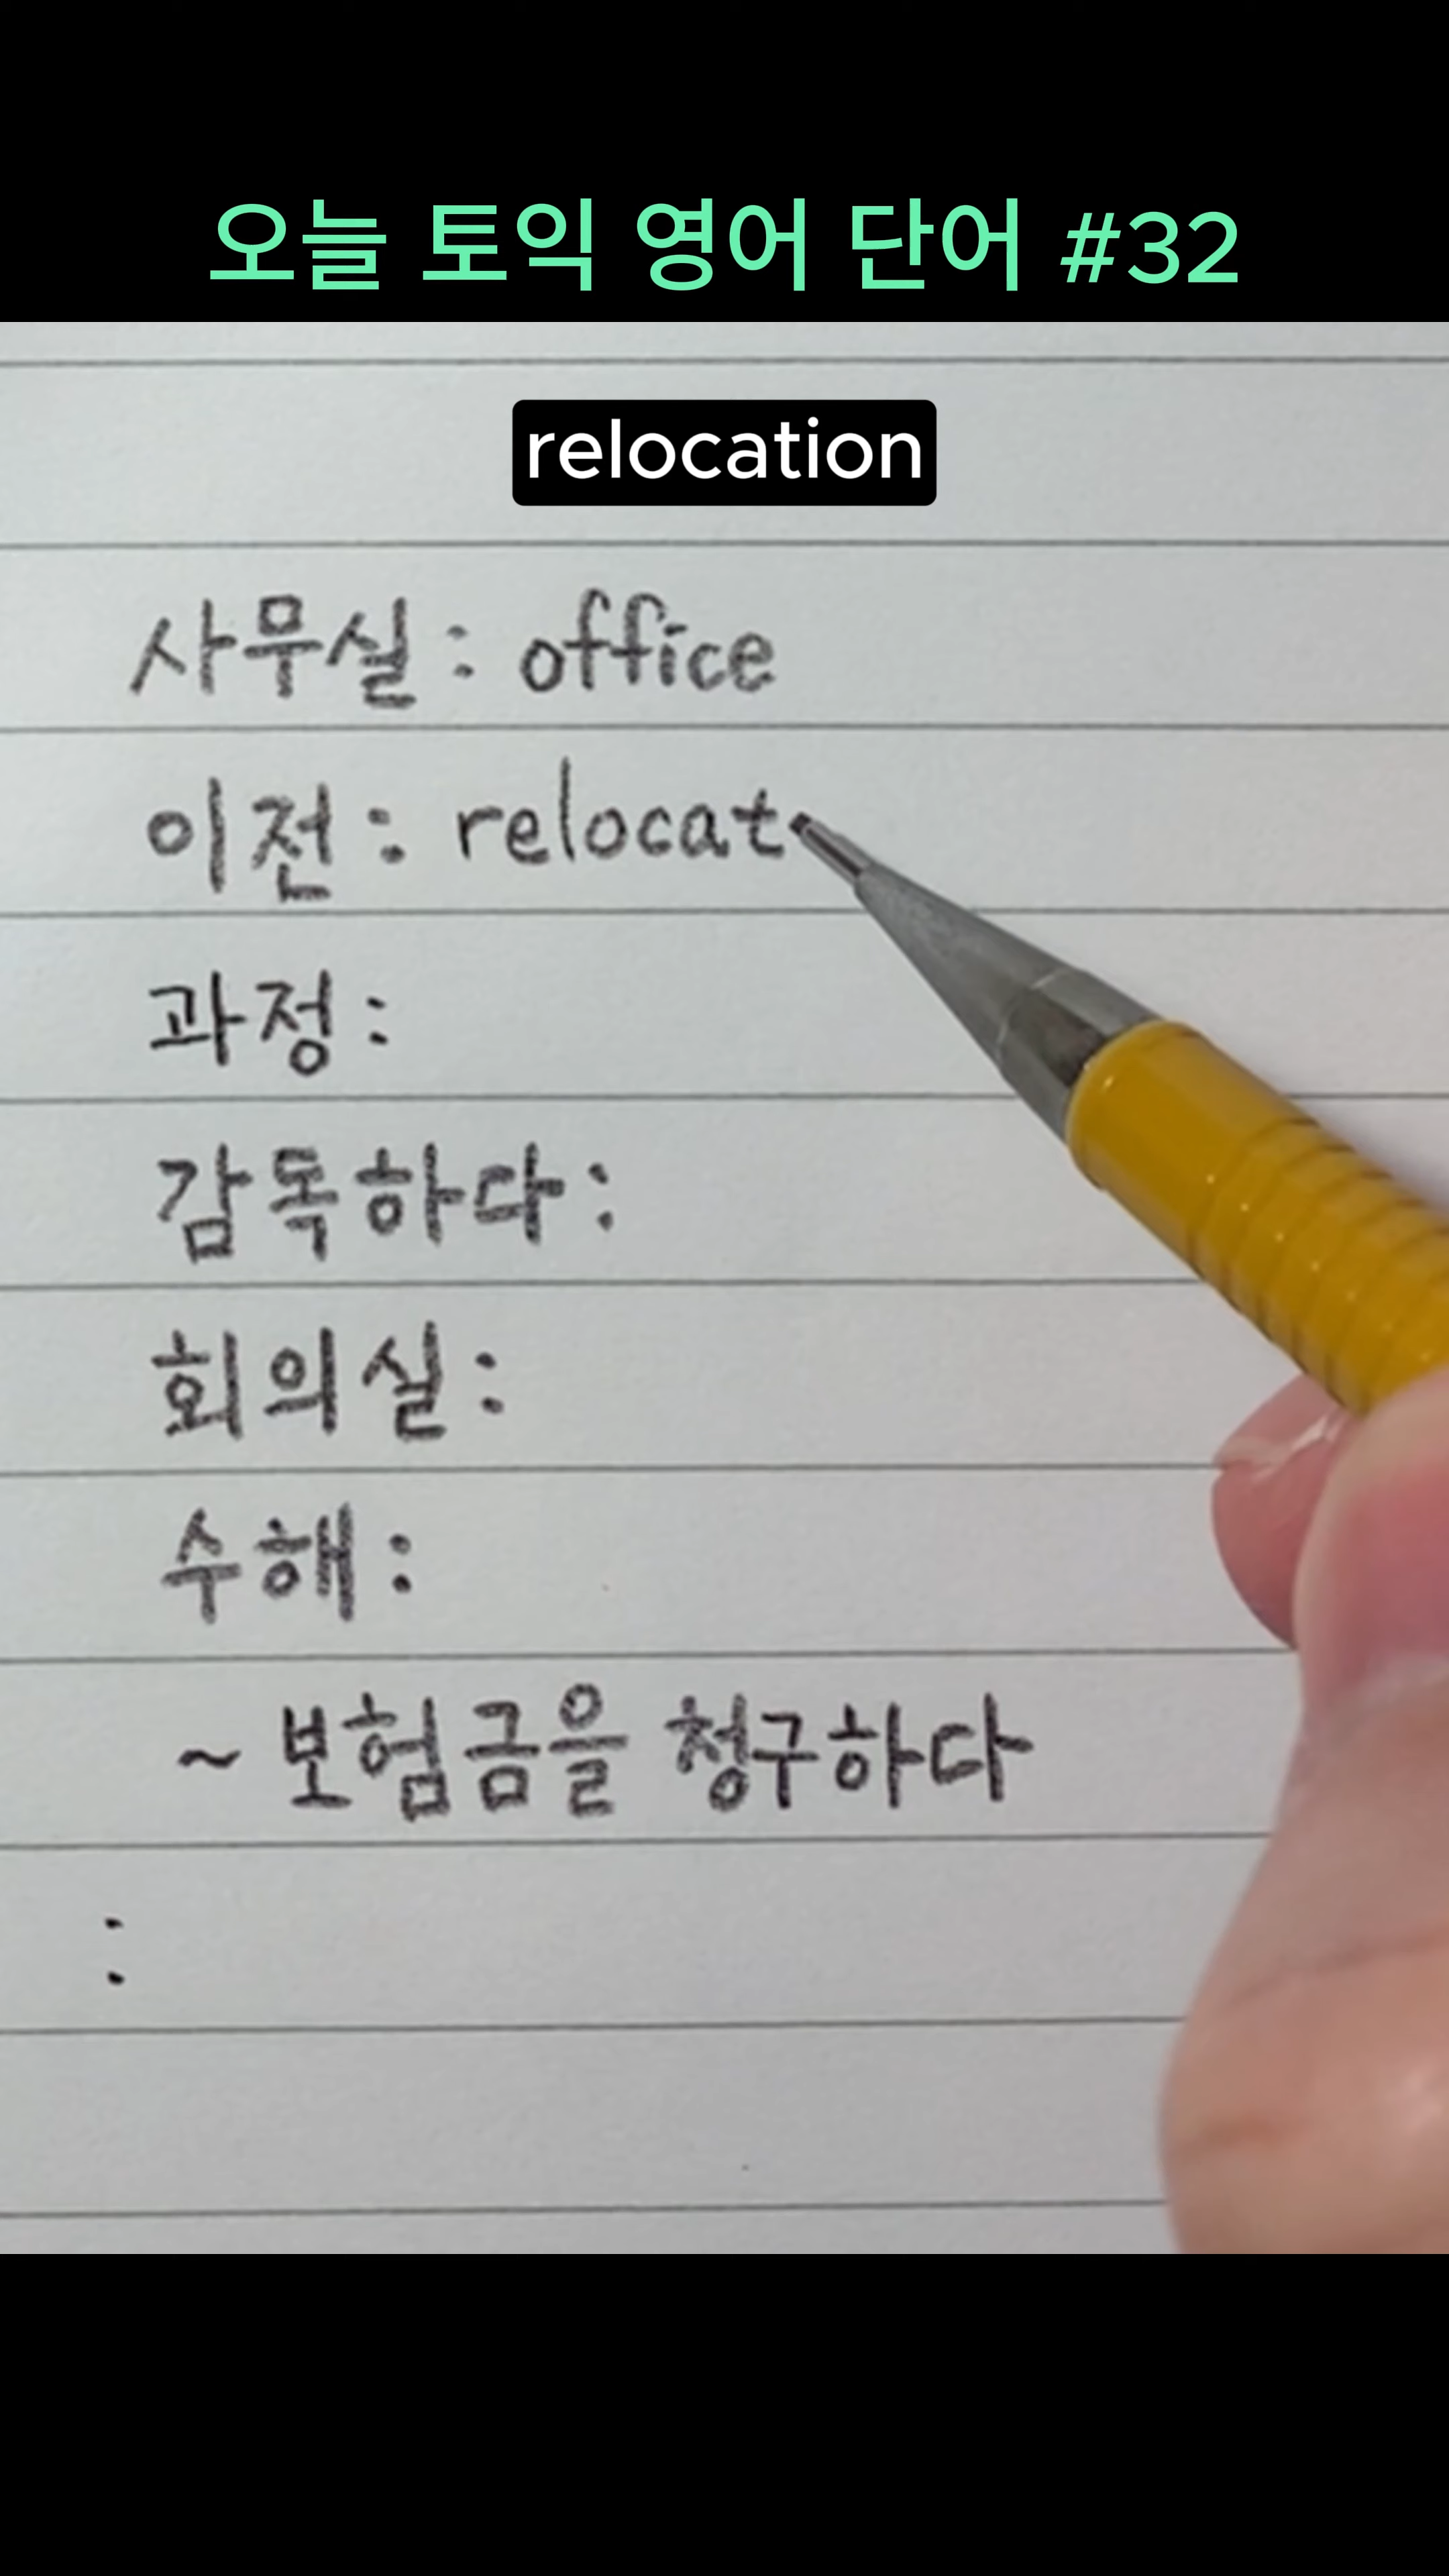 오늘 토익 영어 단어 #32
relocation
사무실 : office
이전 : relocat
과정 :
감독하다 :
회의실 :
수해 :
~ 보험금을 청구하다
: